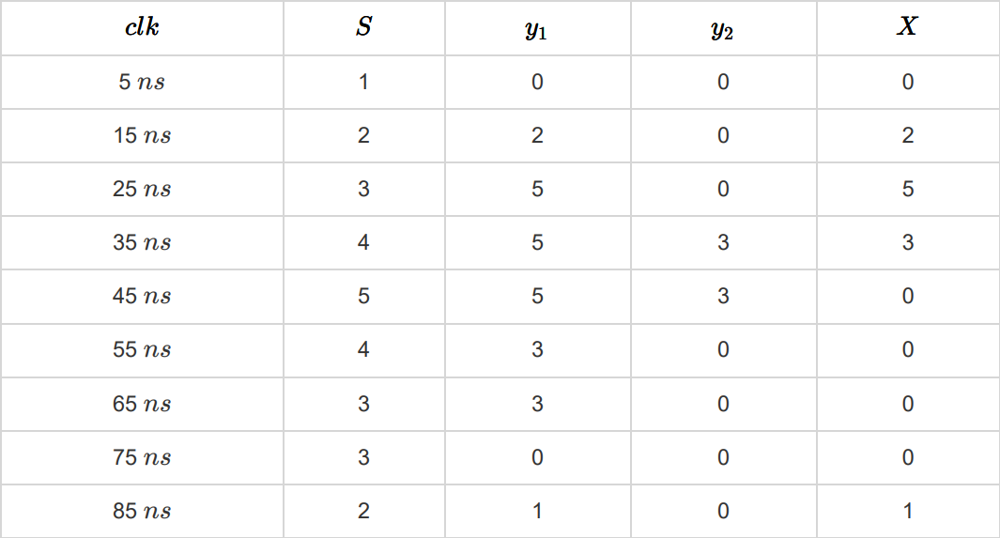 clk S y₁ y₂ X
5 ns 1 0 0 0
15 ns 2 2 0 2
25 ns 3 5 0 5
35 ns 4 5 3 3
45 ns 5 5 3 0
55 ns 4 3 0 0
65 ns 3 3 0 0
75 ns 3 0 0 0
85 ns 2 1 0 1